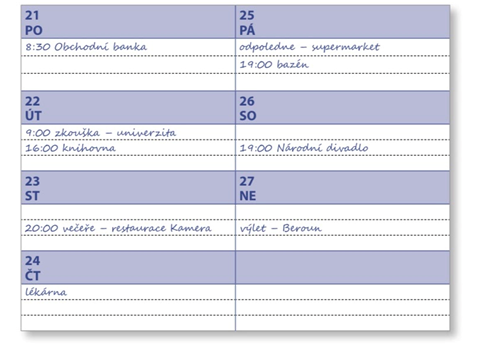 21
PO
8:30 Obchodní banka
22
ÚT
9:00 zkouška – univerzita
16:00 knihovna
23
ST
20:00 večeře – restaurace Kamera
24
ČT
lékárna
25
PÁ
odpoledne – supermarket
19:00 bazén
26
SO
19:00 Národní divadlo
27
NE
výlet – Beroun